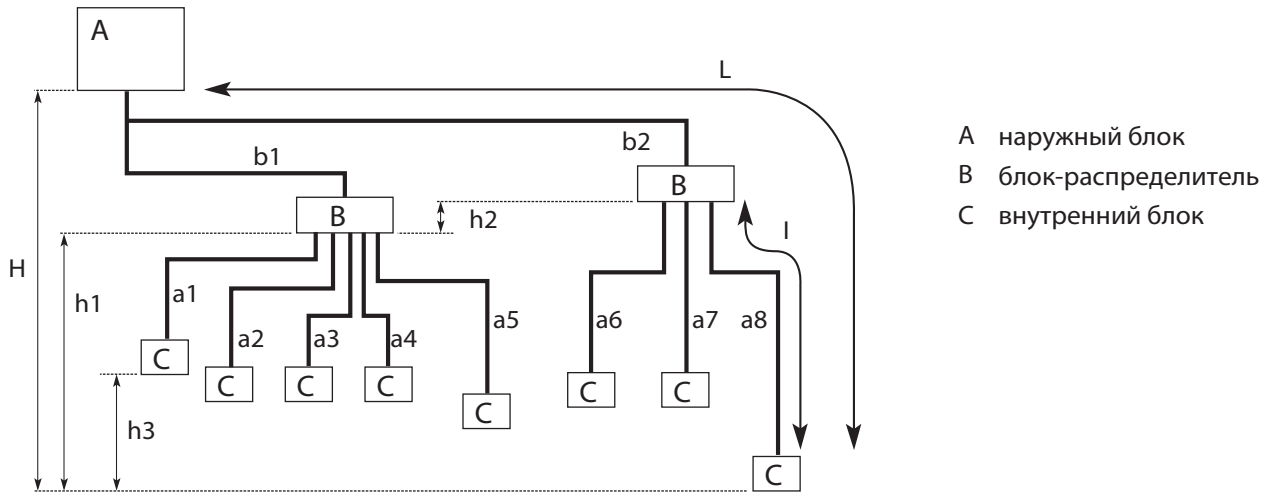 A
L
b1
b2
B
B
h2
l
H
h1
a1
a2
a3
a4
a5
a6
a7
a8
C
C
C
C
C
C
C
C
h3
A наружный блок
B блок-распределитель
C внутренний блок